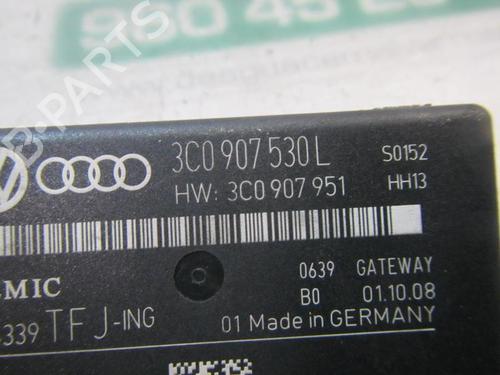 3C0 907 530 L S0152
HW: 3C0 907 951 HH13
EMIC
0639 GATEWAY
339 TFJ-ING B0 01.10.08
01 Made in GERMANY